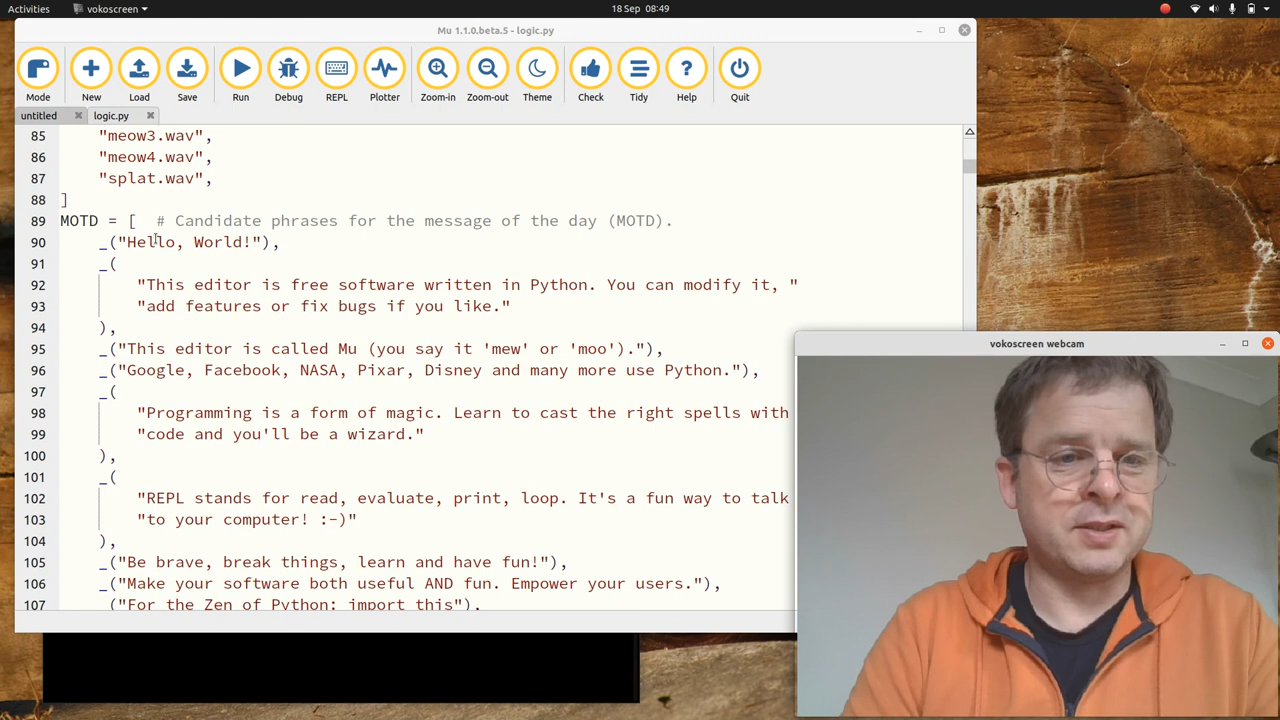 Activities vokoscreen 18 Sep 08:49
Mu 1.1.0.beta.5 - logic.py
Mode New Load Save Run Debug REPL Plotter Zoom-in Zoom-out Theme Check Tidy Help Quit
untitled logic.py
85 "meow3.wav",
86 "meow4.wav",
87 "splat.wav",
88 ]
89 MOTD = [  # Candidate phrases for the message of the day (MOTD).
90 _("Hello, World!"),
91 _(
92 "This editor is free software written in Python. You can modify it, "
93 "add features or fix bugs if you like."
94 ),
95 _("This editor is called Mu (you say it 'mew' or 'moo')."),
96 _("Google, Facebook, NASA, Pixar, Disney and many more use Python."),
97 _(
98 "Programming is a form of magic. Learn to cast the right spells with
99 "code and you'll be a wizard."
100 ),
101 _(
102 "REPL stands for read, evaluate, print, loop. It's a fun way to talk
103 "to your computer! :-)"
104 ),
105 _("Be brave, break things, learn and have fun!"),
106 _("Make your software both useful AND fun. Empower your users."),
107 _("For the Zen of Python: import this"),
vokoscreen webcam